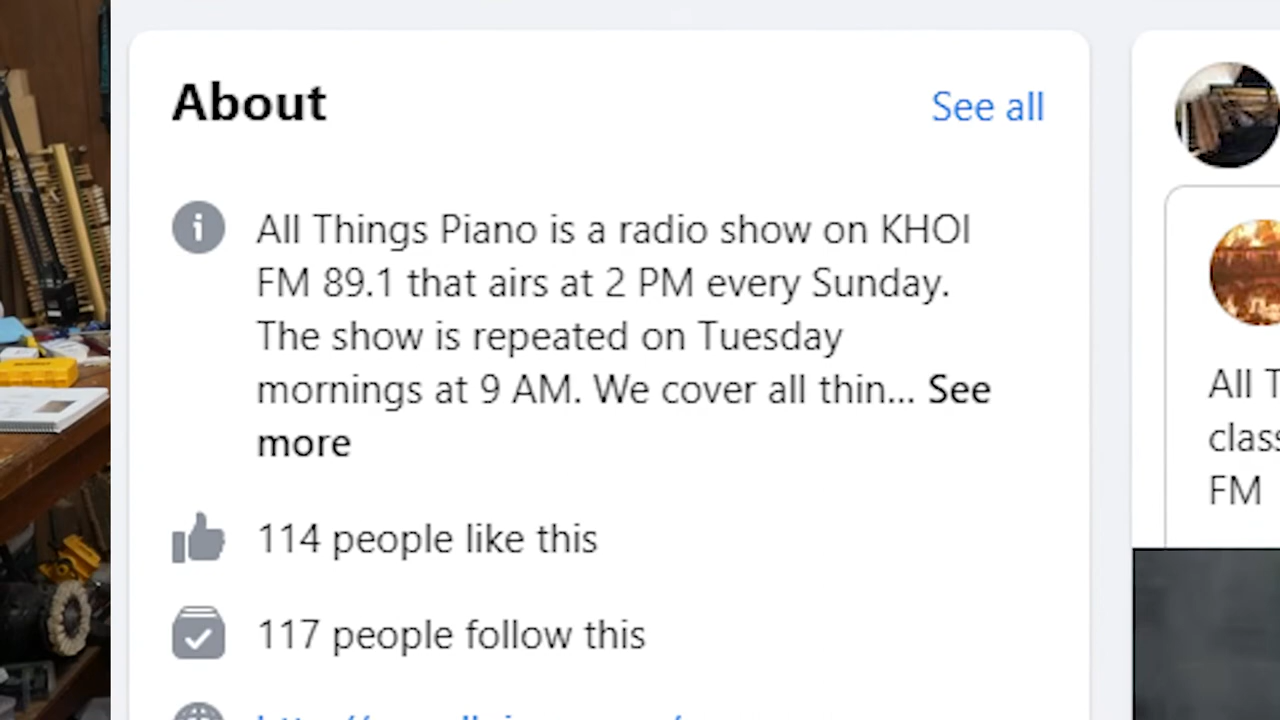 About
See all
All Things Piano is a radio show on KHOI
FM 89.1 that airs at 2 PM every Sunday.
The show is repeated on Tuesday
mornings at 9 AM. We cover all thin... See
more
114 people like this
117 people follow this
All T
class
FM